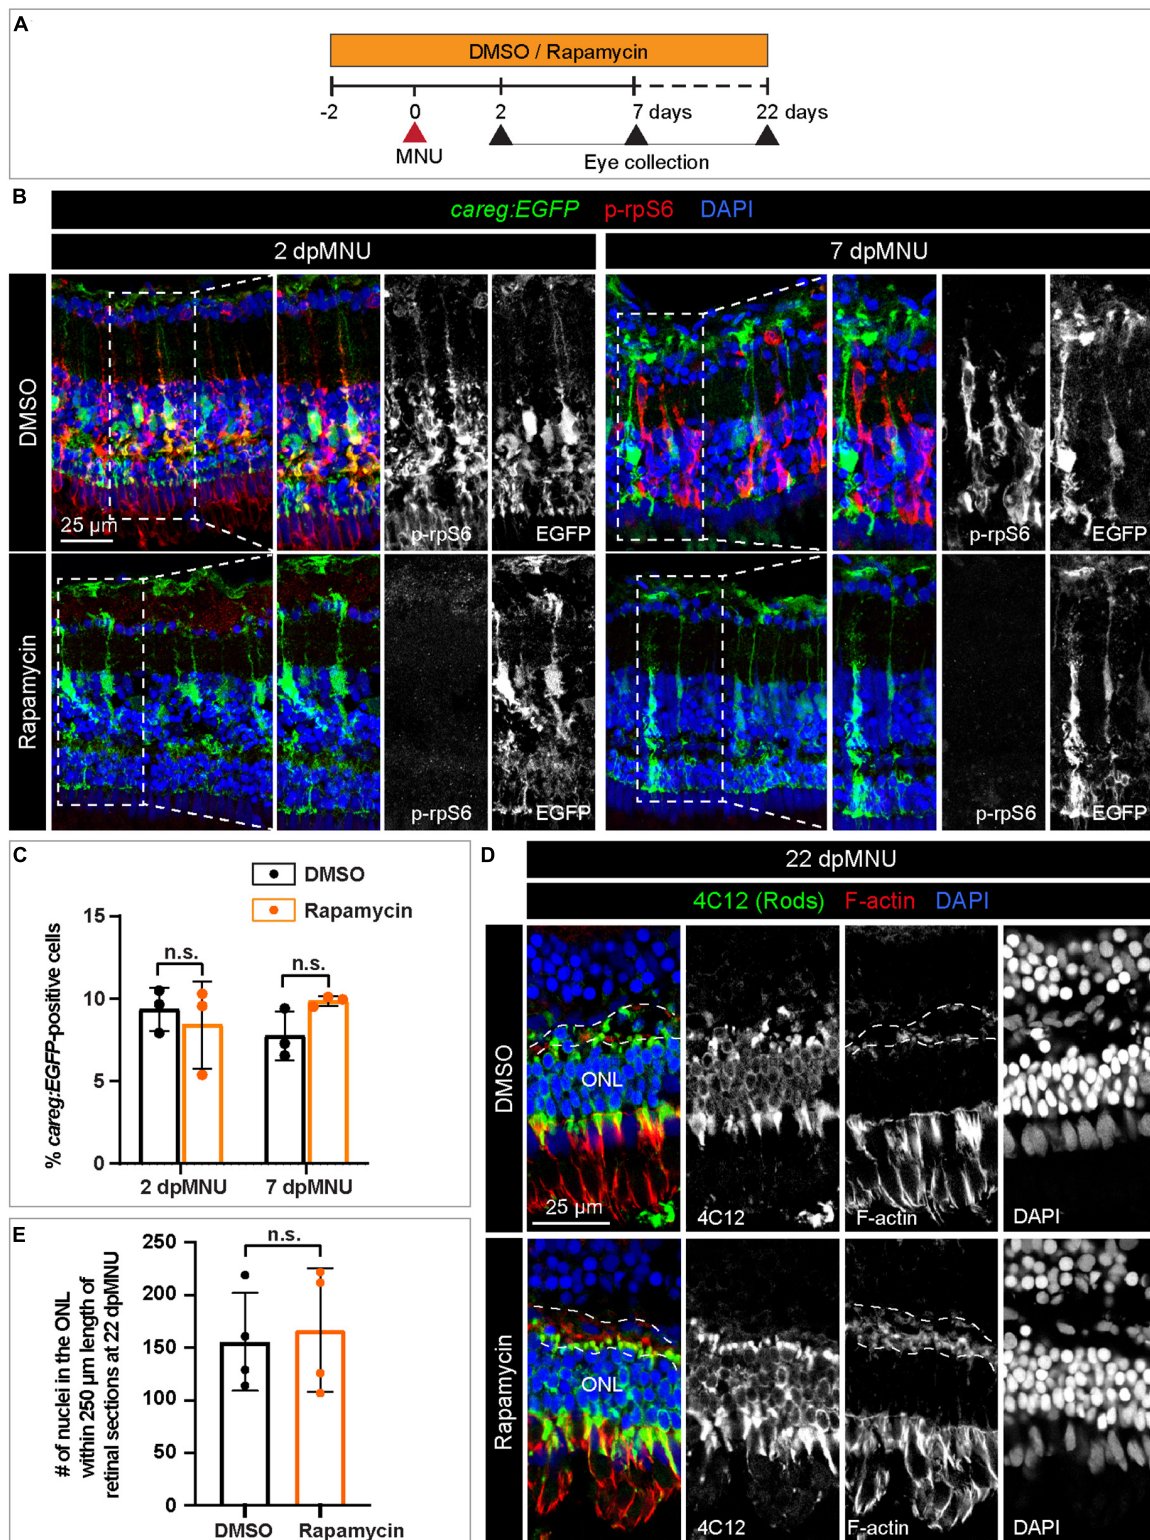 A
DMSO / Rapamycin
-2 0 2 7 days 22 days
MNU
Eye collection
B
careg:EGFP p-rpS6 DAPI
2 dpMNU 7 dpMNU
DMSO
25 µm
p-rpS6 EGFP p-rpS6 EGFP
Rapamycin
p-rpS6 EGFP p-rpS6 EGFP
C
DMSO
Rapamycin
% careg:EGFP-positive cells
15
10
5
0
n.s.
n.s.
2 dpMNU 7 dpMNU
D
22 dpMNU
4C12 (Rods) F-actin DAPI
DMSO
ONL
25 µm
4C12 F-actin DAPI
Rapamycin
ONL
4C12 F-actin DAPI
E
# of nuclei in the ONL
within 250 µm length of
retinal sections at 22 dpMNU
250
200
150
100
50
0
n.s.
DMSO Rapamycin